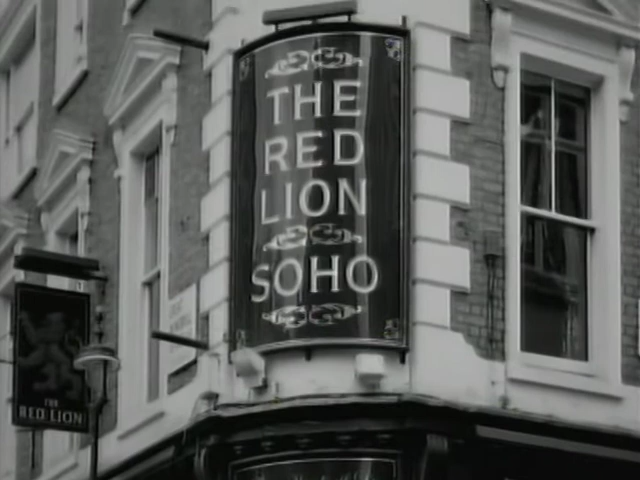 THE
RED
LION
SOHO
THE
RED LION